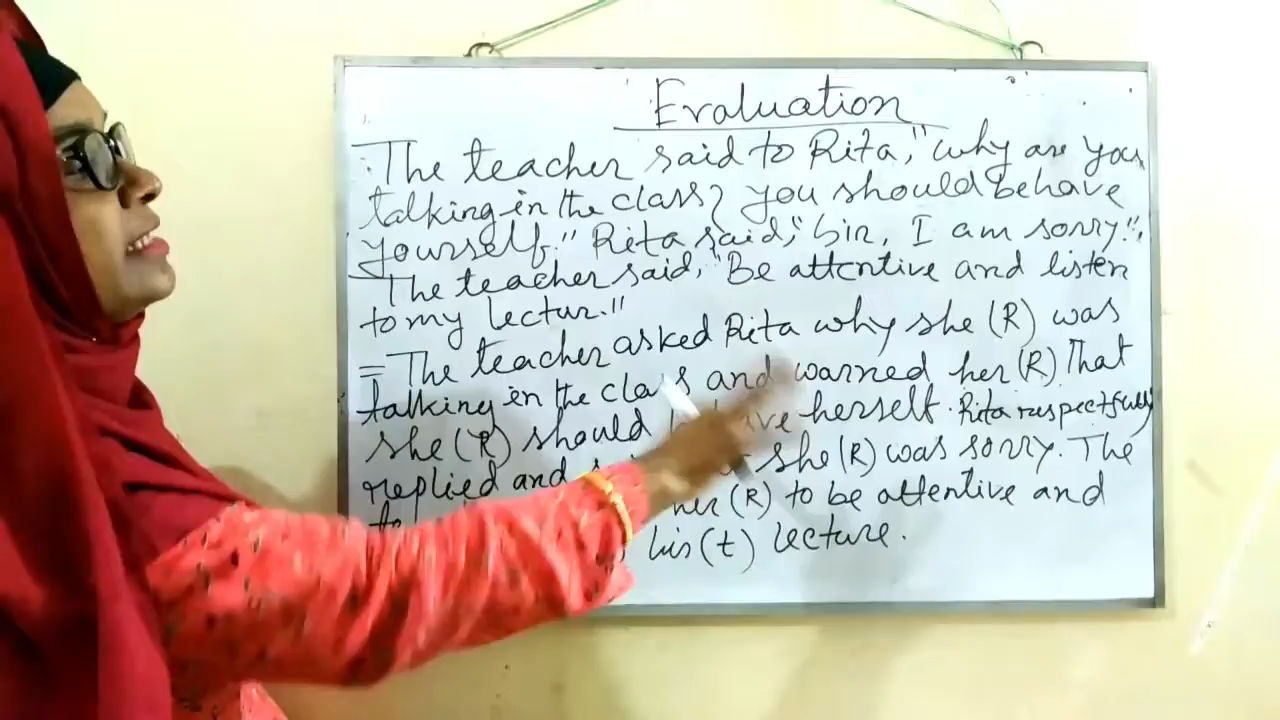 Evaluation
The teacher said to Rita, "why are you
talking in the class? You should behave
yourself." Rita said, "Sir, I am sorry."
The teacher said, "Be attentive and listen
to my lectur."
= The teacher asked Rita why she (R) was
talking in the class and warned her (R) That
she (R) should herself. Rita respectfully
replied and she (R) was sorry. The
her (R) to be attentive and
his (t) lecture.